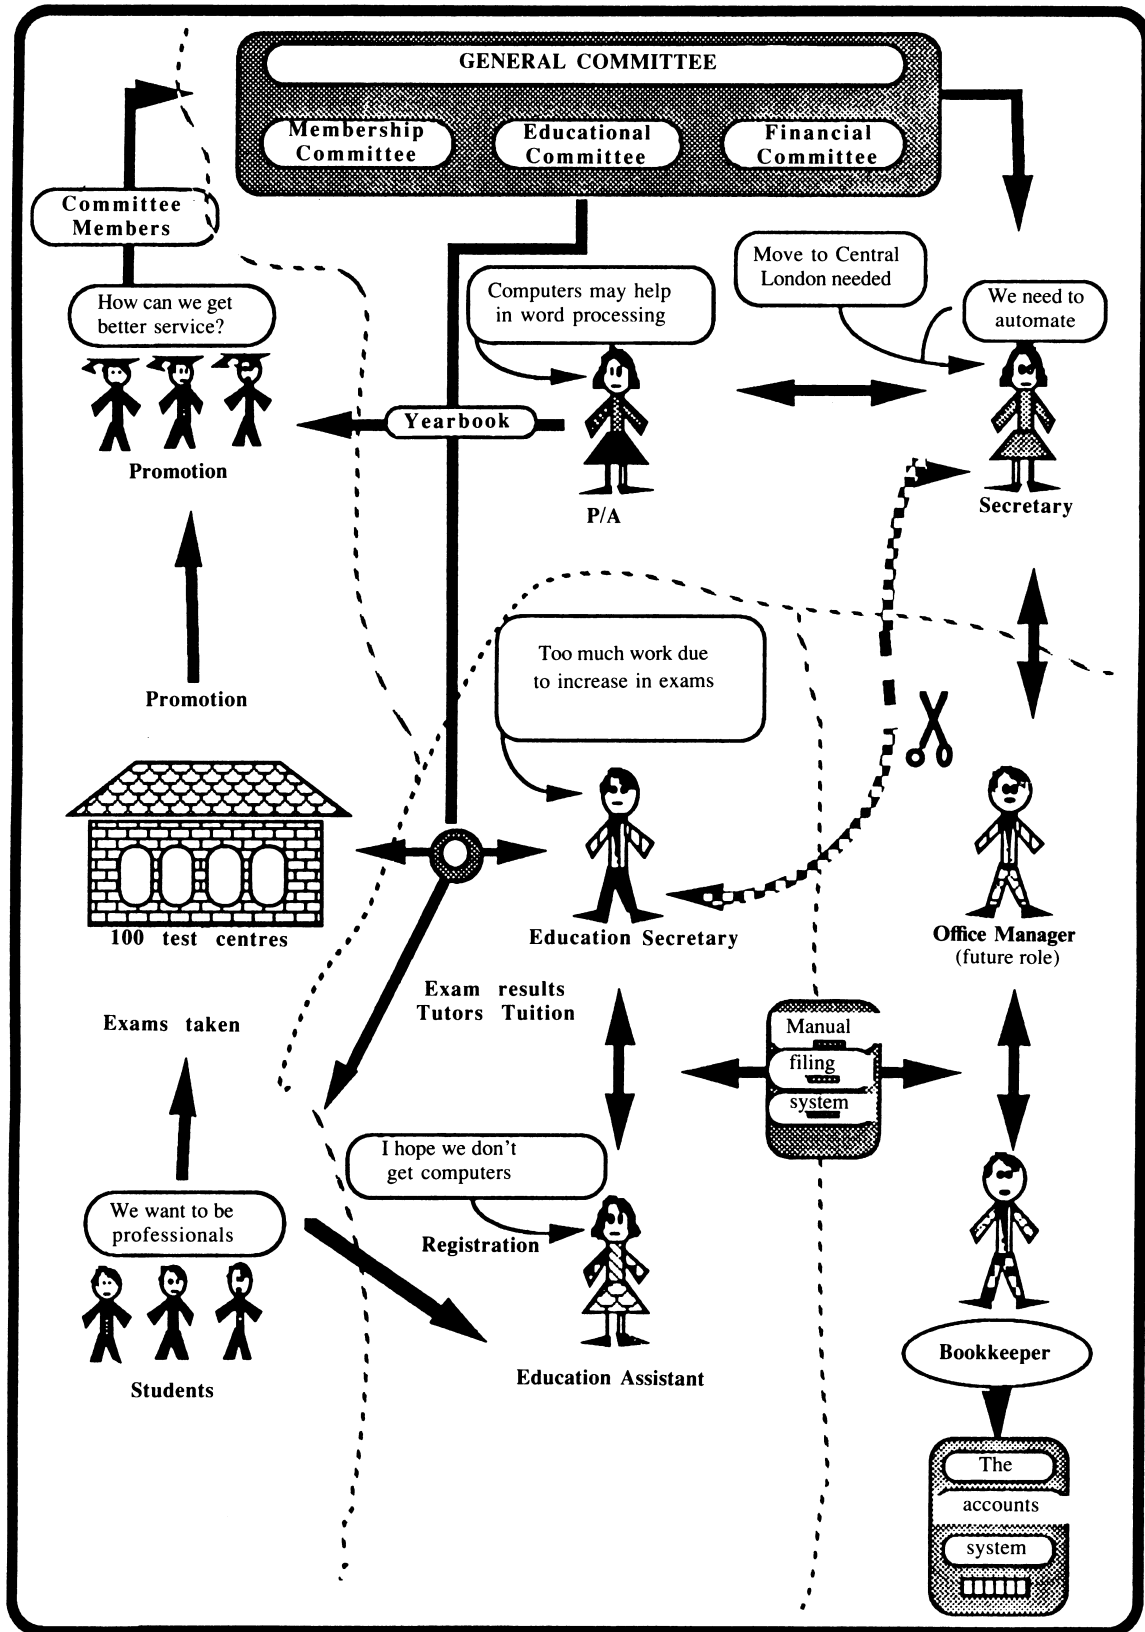 GENERAL COMMITTEE
Membership
Committee
Educational
Committee
Financial
Committee
Committee
Members
How can we get
better service?
Computers may help
in word processing
Move to Central
London needed
We need to
automate
Yearbook
Promotion
P/A
Secretary
Too much work due
to increase in exams
Promotion
100 test centres
Education Secretary
Office Manager
(future role)
Exam results
Tutors Tuition
Exams taken
Manual
filing
system
I hope we don't
get computers
We want to be
professionals
Registration
Students
Education Assistant
Bookkeeper
The
accounts
system